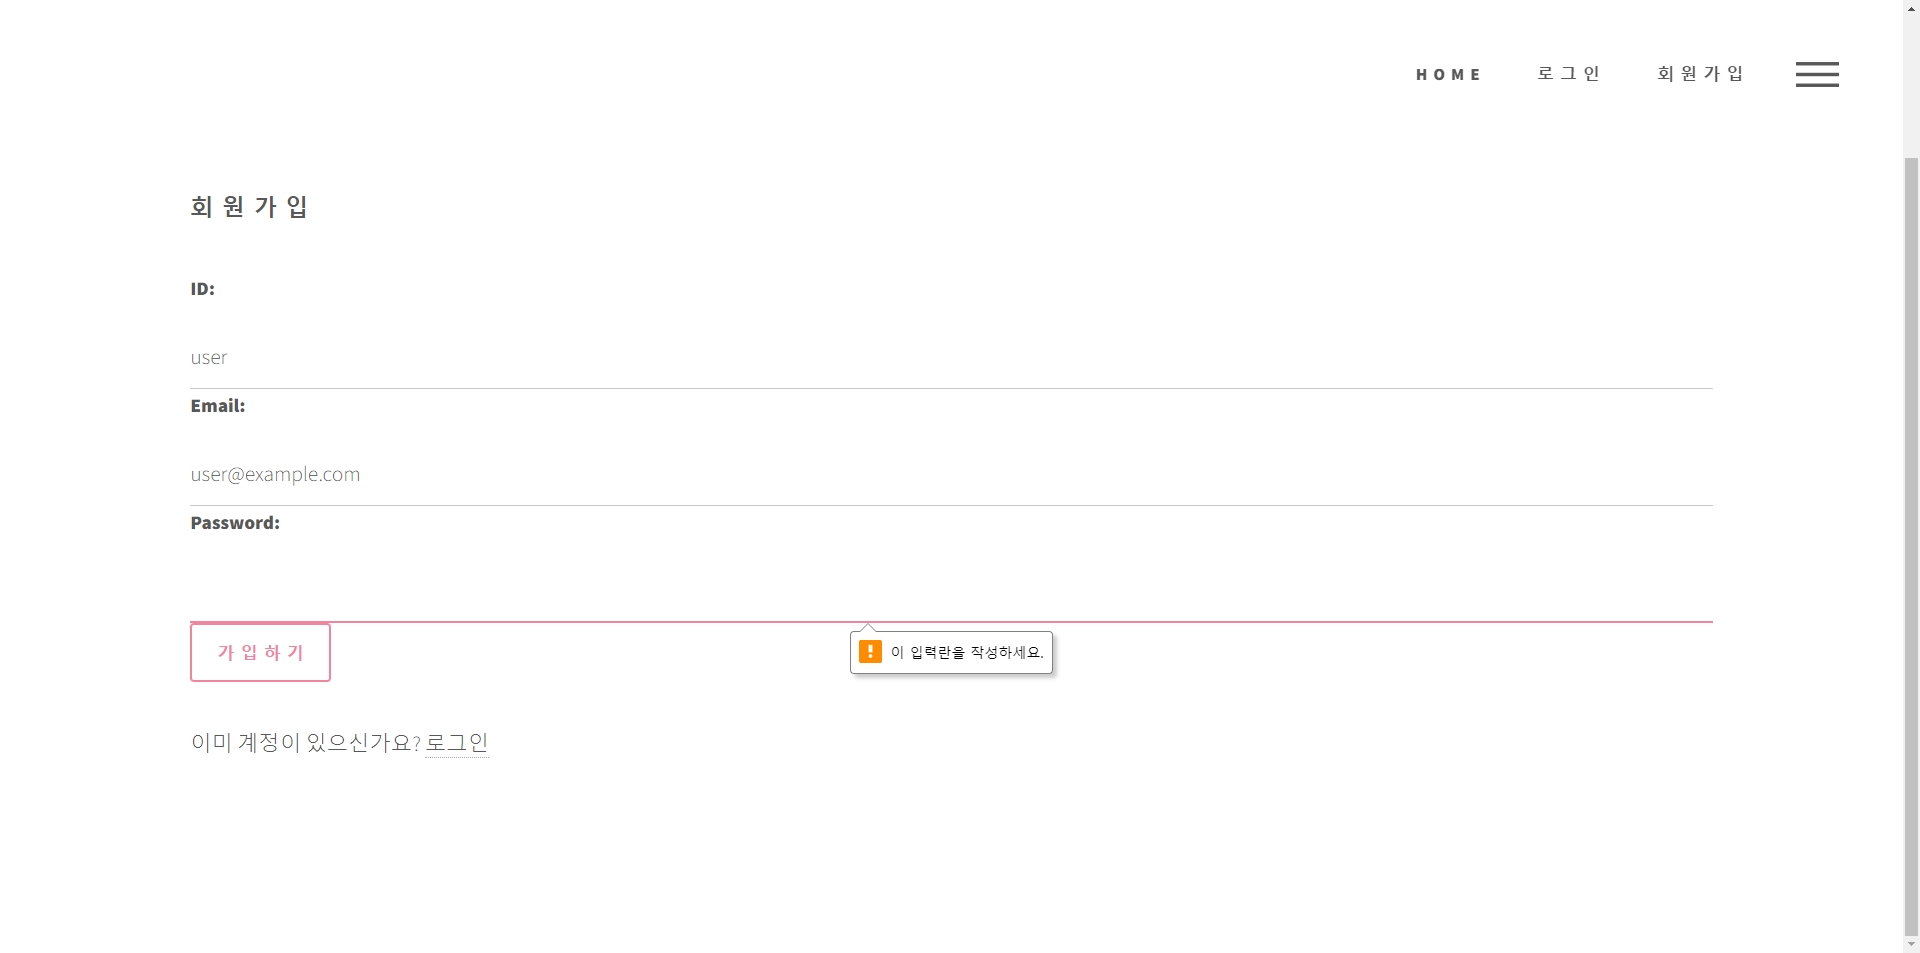 HOME 로그인 회원가입
회원가입
ID:
user
Email:
user@example.com
Password:
가입하기
! 이 입력란을 작성하세요.
이미 계정이 있으신가요? 로그인